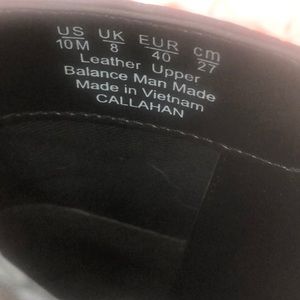 US UK EUR cm
10M 8 40 27
Leather Upper
Balance Man Made
Made in Vietnam
CALLAHAN